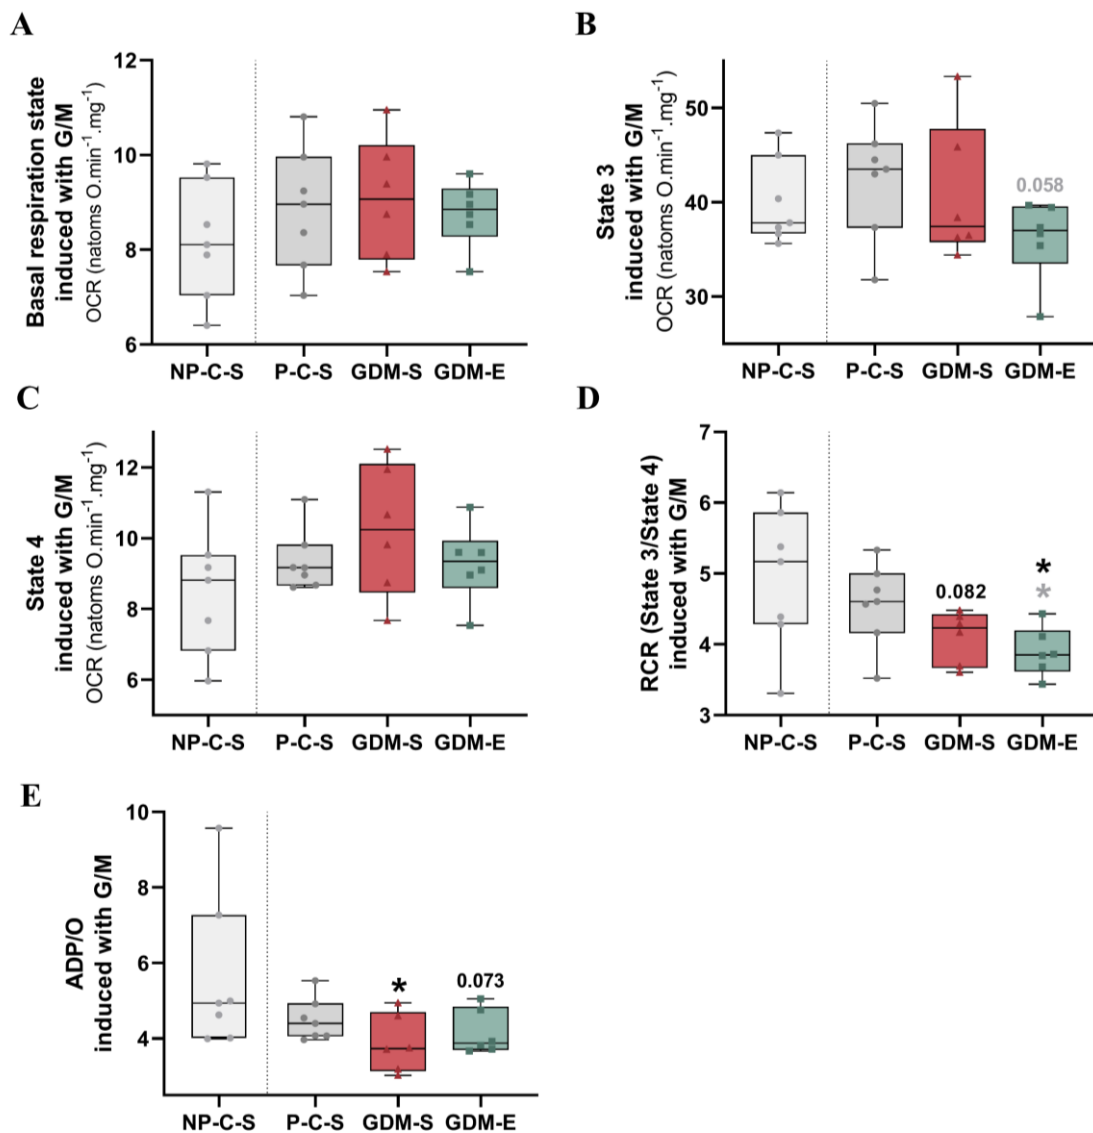 A
Basal respiration state
induced with G/M
OCR (natoms O.min⁻¹.mg⁻¹)
12
10
8
6
NP-C-S P-C-S GDM-S GDM-E
B
State 3
induced with G/M
OCR (natoms O.min⁻¹.mg⁻¹)
50
40
30
0.058
NP-C-S P-C-S GDM-S GDM-E
C
State 4
induced with G/M
OCR (natoms O.min⁻¹.mg⁻¹)
12
10
8
6
NP-C-S P-C-S GDM-S GDM-E
D
RCR (State 3/State 4)
induced with G/M
7
6
5
4
3
0.082
*
*
NP-C-S P-C-S GDM-S GDM-E
E
ADP/O
induced with G/M
10
8
6
4
*
0.073
NP-C-S P-C-S GDM-S GDM-E